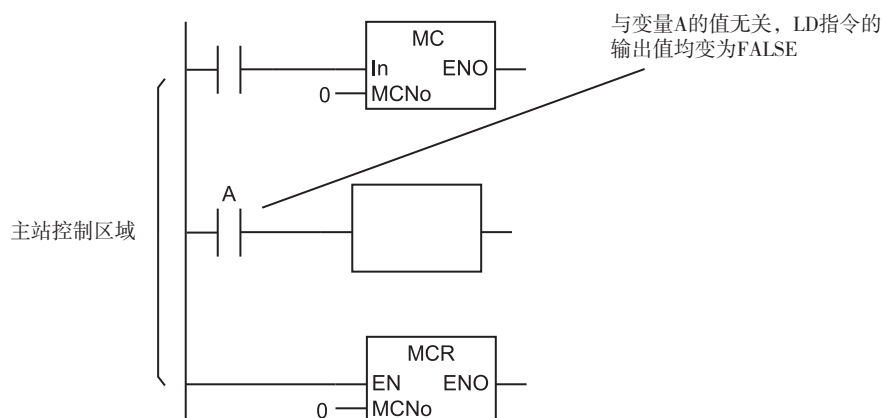 与变量A的值无关，LD指令的
输出值均变为FALSE
MC
In ENO
0 MCNo
A
主站控制区域
MCR
EN ENO
0 MCNo